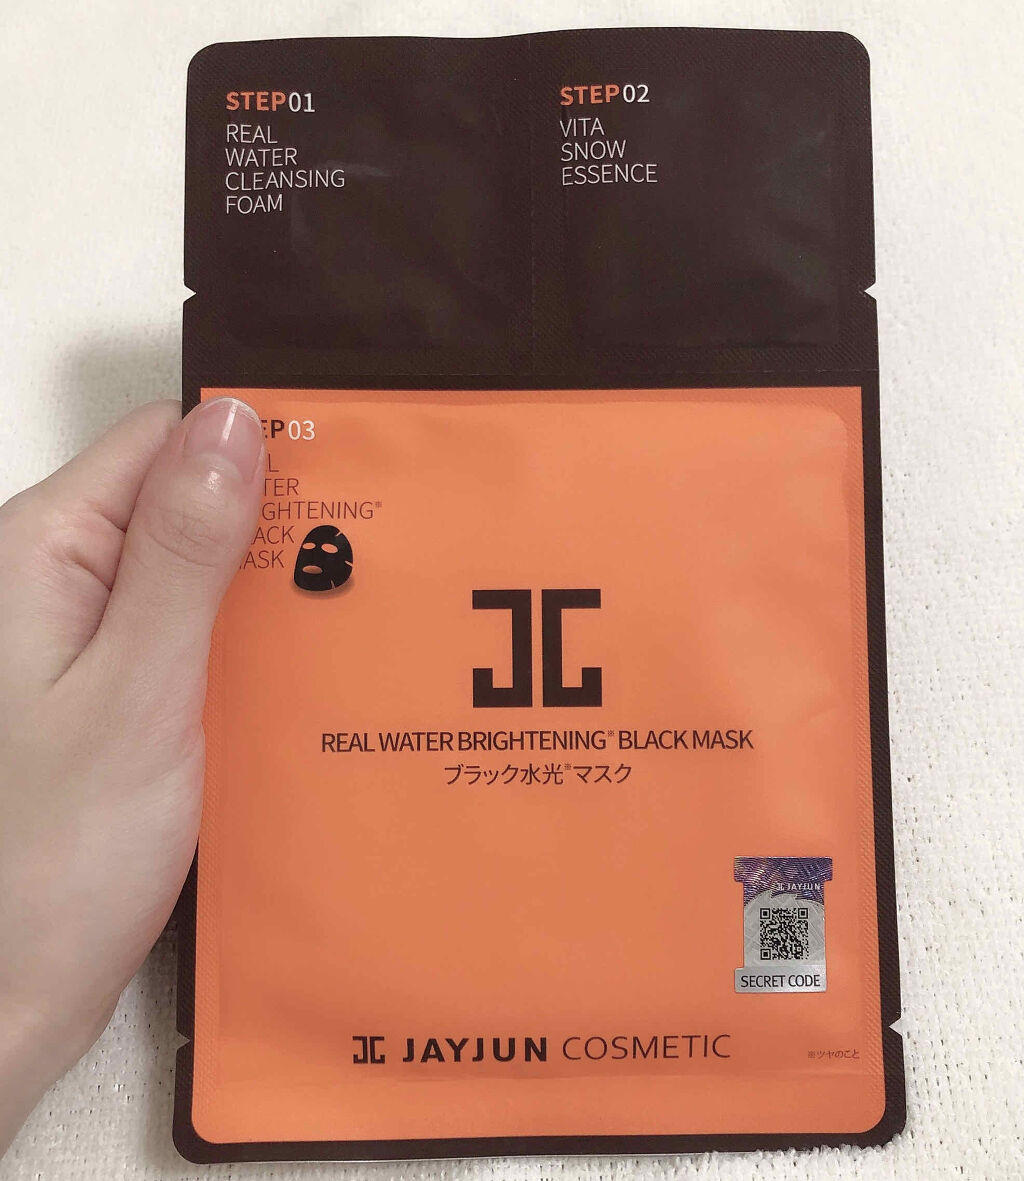 STEP01
REAL
WATER
CLEANSING
FOAM
STEP02
VITA
SNOW
ESSENCE
EP03
L
TER
GHTENING※
ACK
ASK
REAL WATER BRIGHTENING※ BLACK MASK
ブラック水光※マスク
JAYJUN
SECRET CODE
JAYJUN COSMETIC
※ツヤのこと